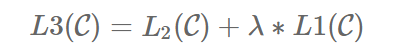 L3(𝒞) = L₂(𝒞) + λ * L1(𝒞)